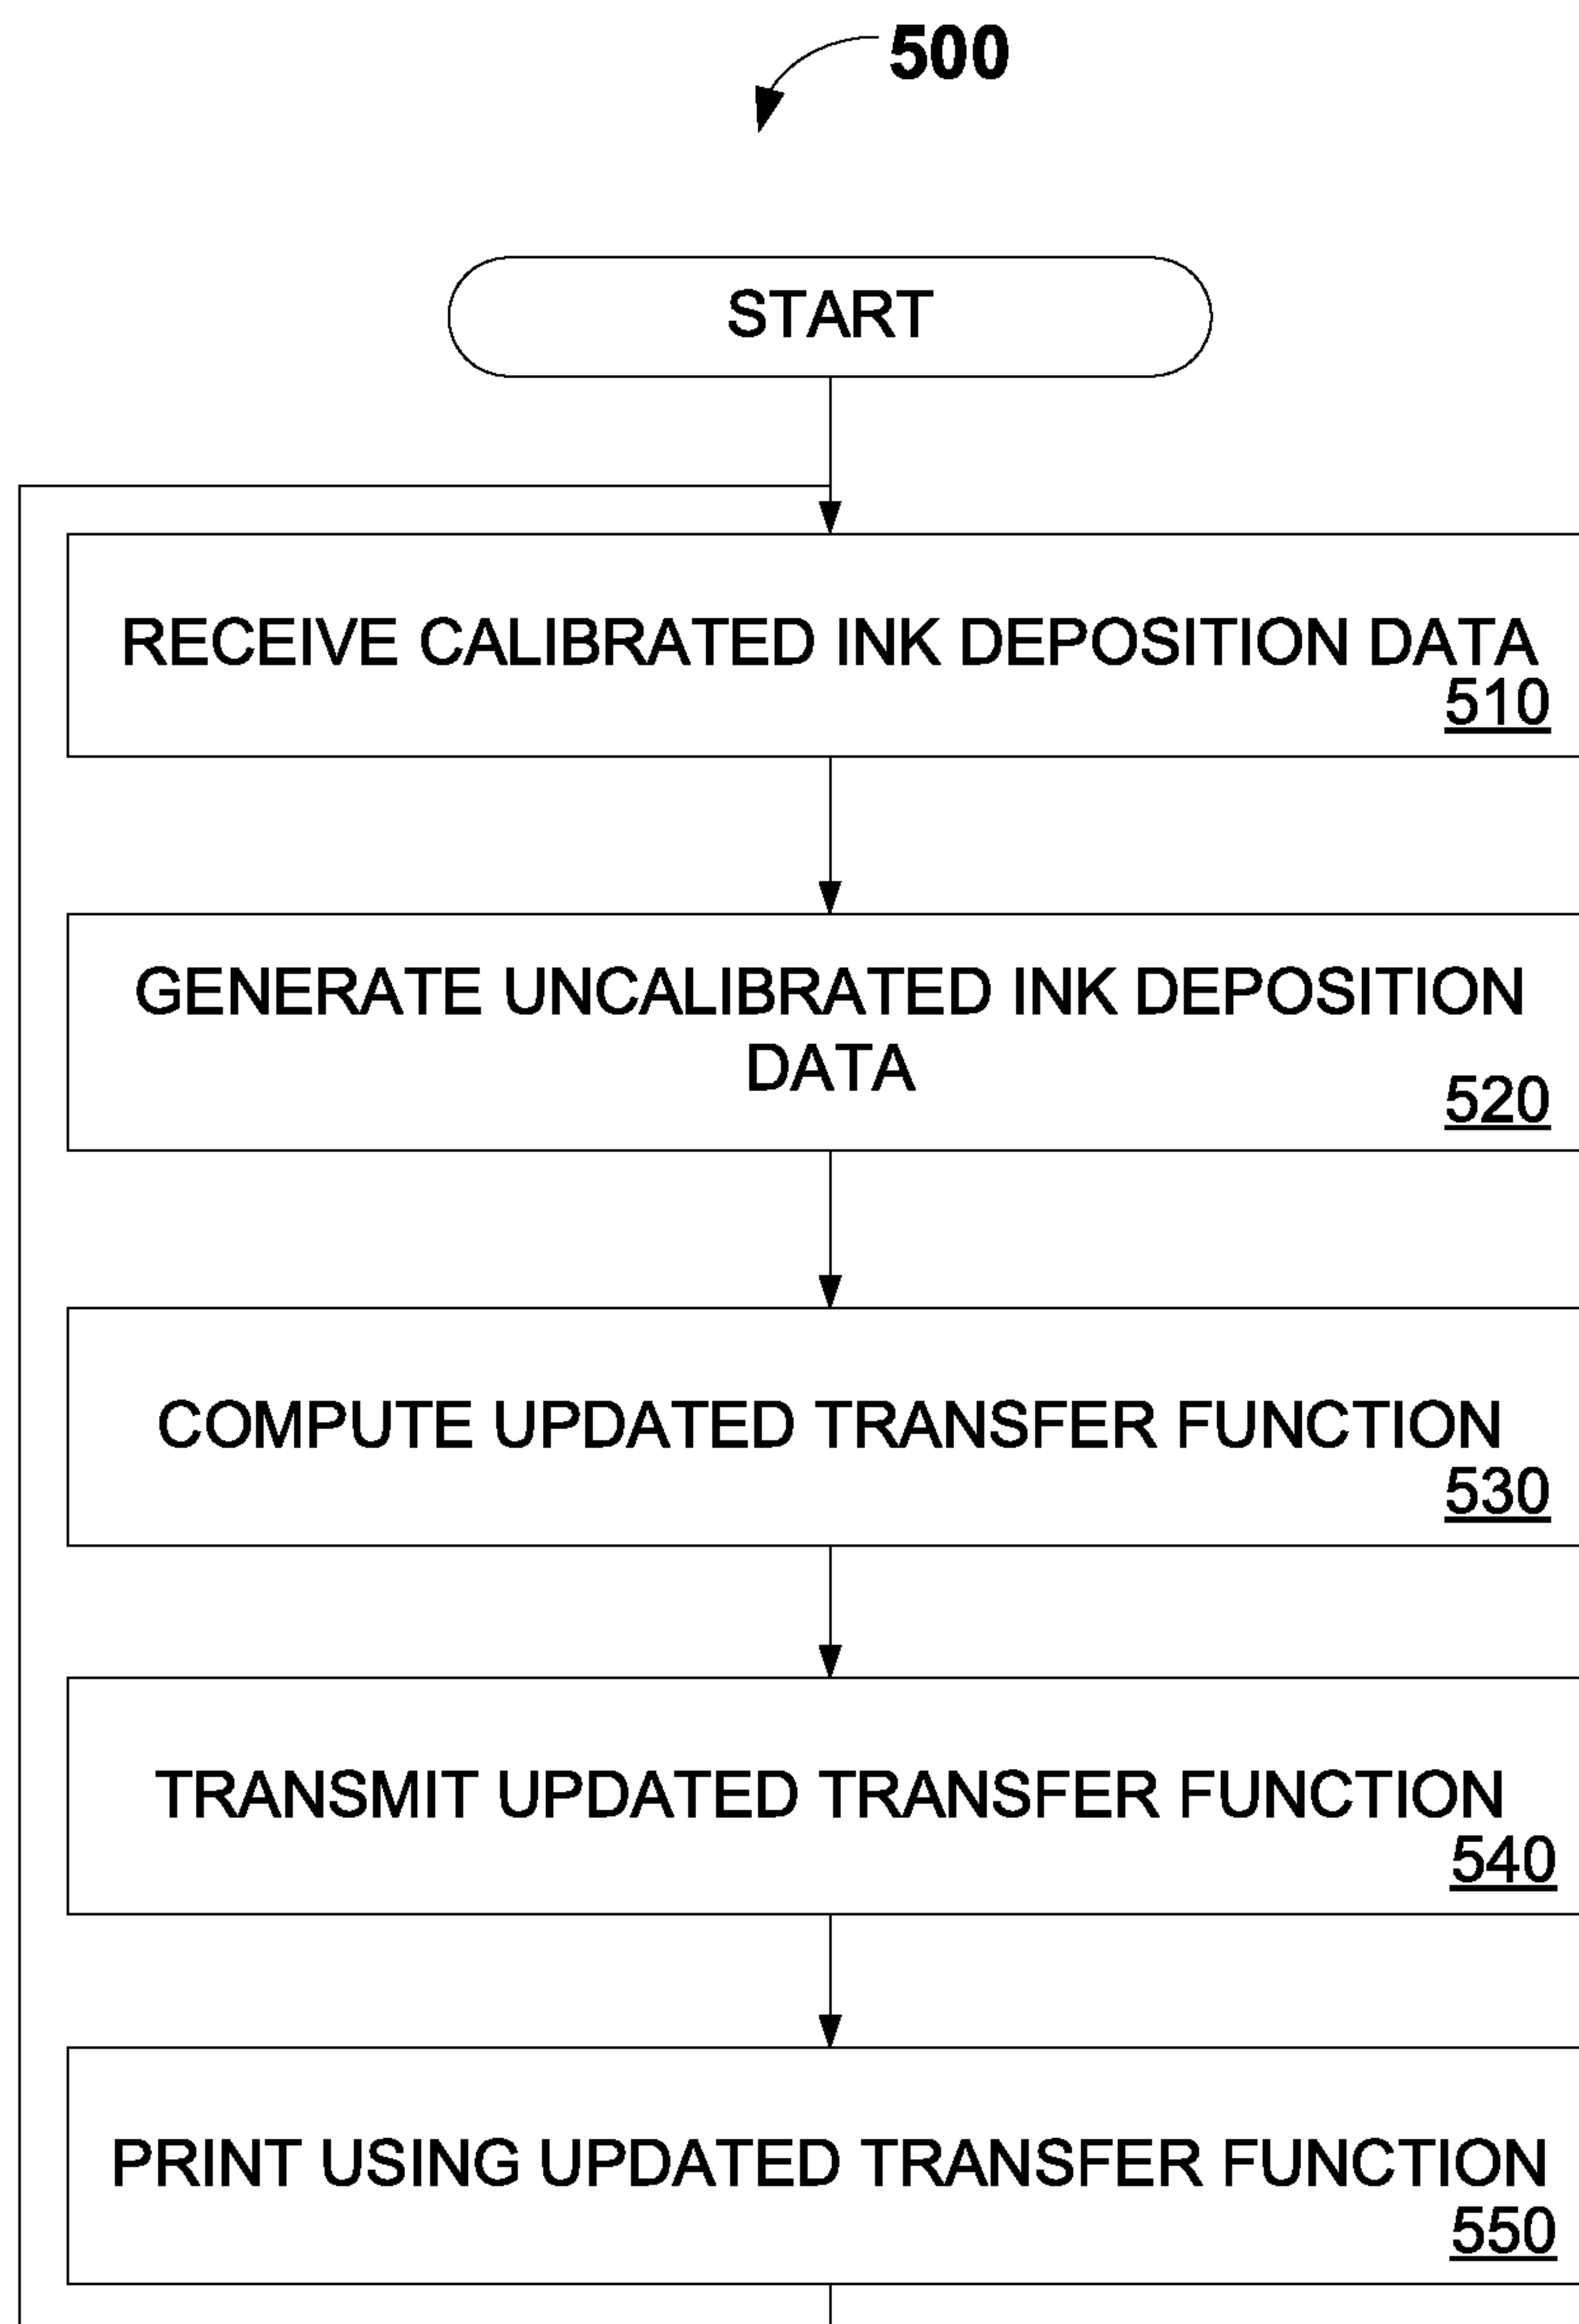 500
START
RECEIVE CALIBRATED INK DEPOSITION DATA
510
GENERATE UNCALIBRATED INK DEPOSITION
DATA
520
COMPUTE UPDATED TRANSFER FUNCTION
530
TRANSMIT UPDATED TRANSFER FUNCTION
540
PRINT USING UPDATED TRANSFER FUNCTION
550